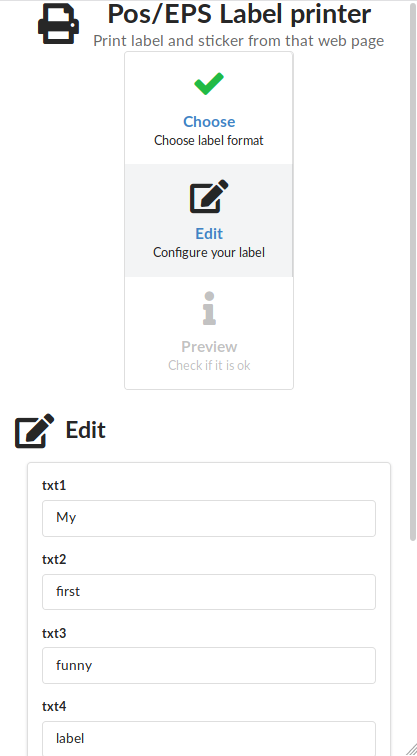 Pos/EPS Label printer
Print label and sticker from that web page
Choose
Choose label format
Edit
Configure your label
Preview
Check if it is ok
Edit
txt1
My
txt2
first
txt3
funny
txt4
label